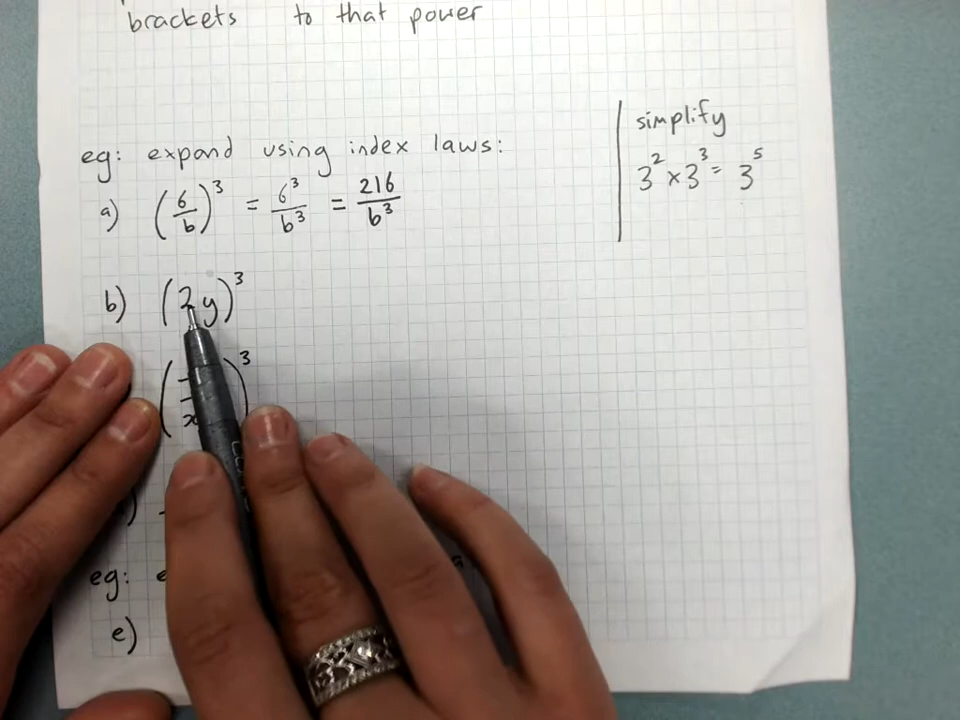 brackets to that power
eg: expand using index laws:
a) (6/b)³ = 6³/b³ = 216/b³
b) (2y)³
( )³
eg:
e)
simplify
3² × 3³ = 3⁵